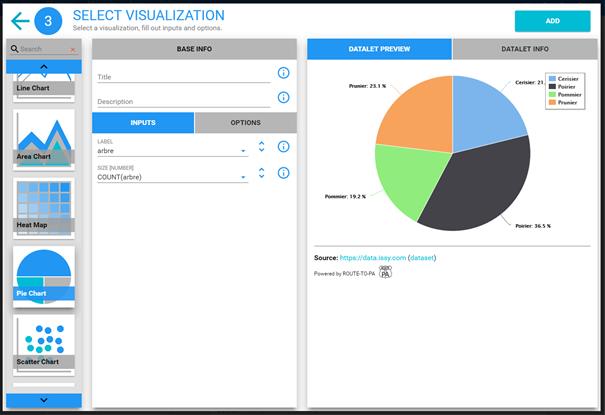 3
SELECT VISUALIZATION
Select a visualization, fill out inputs and options.
ADD
Search
Line Chart
Area Chart
Heat Map
Pie Chart
Scatter Chart
BASE INFO
Title
Description
INPUTS
OPTIONS
LABEL
arbre
SIZE [NUMBER]
COUNT(arbre)
DATALET PREVIEW
DATALET INFO
Prunier: 23.1 %
Cerisier: 21.
Cerisier
Poirier
Pommier
Prunier
Pommier: 19.2 %
Poirier: 36.5 %
Source: https://data.issy.com (dataset)
Powered by ROUTE-TO-PA
PA